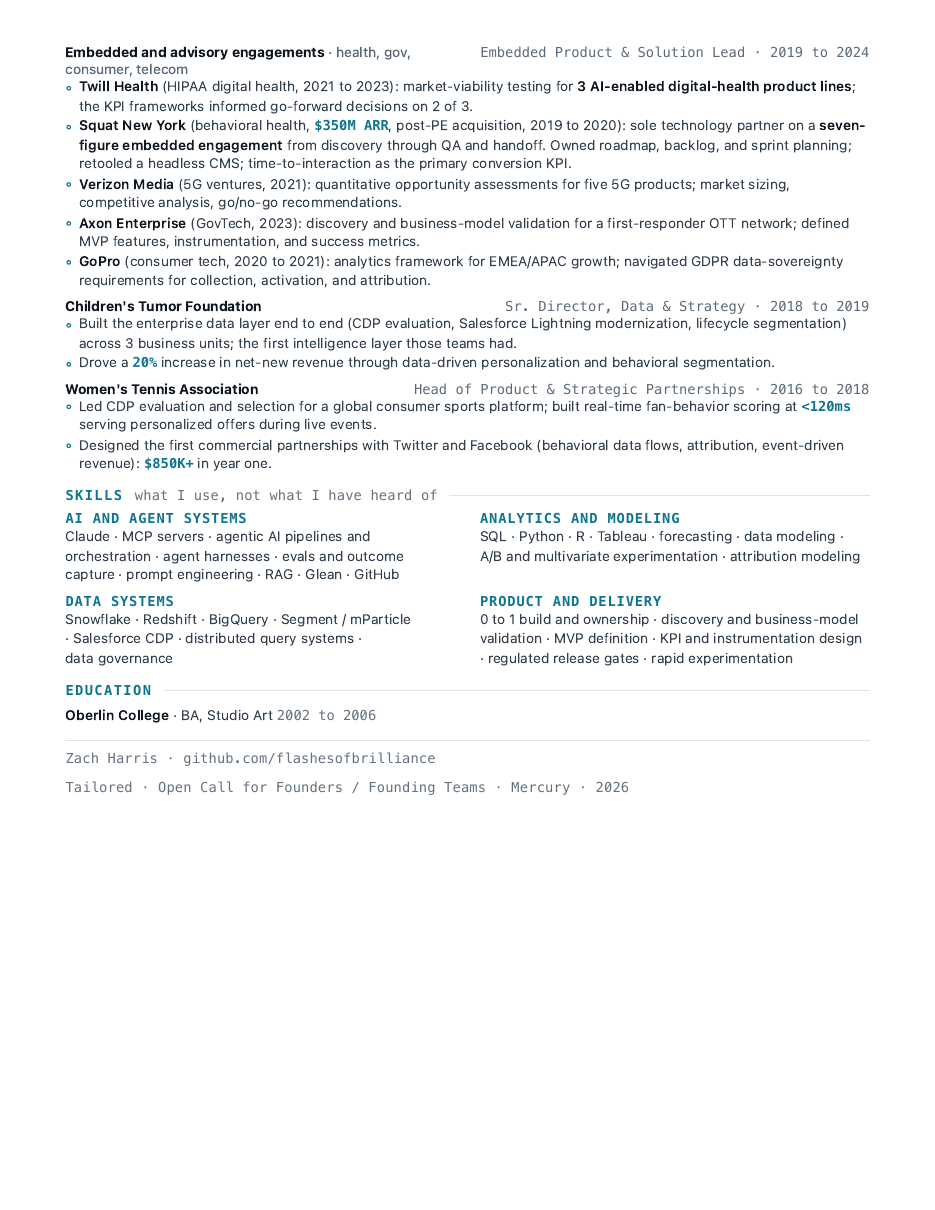 Embedded and advisory engagements · health, gov, consumer, telecom
Embedded Product & Solution Lead · 2019 to 2024
Twill Health (HIPAA digital health, 2021 to 2023): market-viability testing for 3 AI-enabled digital-health product lines;
the KPI frameworks informed go-forward decisions on 2 of 3.
Squat New York (behavioral health, $350M ARR, post-PE acquisition, 2019 to 2020): sole technology partner on a seven-
figure embedded engagement from discovery through QA and handoff. Owned roadmap, backlog, and sprint planning;
retooled a headless CMS; time-to-interaction as the primary conversion KPI.
Verizon Media (5G ventures, 2021): quantitative opportunity assessments for five 5G products; market sizing,
competitive analysis, go/no-go recommendations.
Axon Enterprise (GovTech, 2023): discovery and business-model validation for a first-responder OTT network; defined
MVP features, instrumentation, and success metrics.
GoPro (consumer tech, 2020 to 2021): analytics framework for EMEA/APAC growth; navigated GDPR data-sovereignty
requirements for collection, activation, and attribution.
Children's Tumor Foundation
Sr. Director, Data & Strategy · 2018 to 2019
Built the enterprise data layer end to end (CDP evaluation, Salesforce Lightning modernization, lifecycle segmentation)
across 3 business units; the first intelligence layer those teams had.
Drove a 20% increase in net-new revenue through data-driven personalization and behavioral segmentation.
Women's Tennis Association
Head of Product & Strategic Partnerships · 2016 to 2018
Led CDP evaluation and selection for a global consumer sports platform; built real-time fan-behavior scoring at <120ms
serving personalized offers during live events.
Designed the first commercial partnerships with Twitter and Facebook (behavioral data flows, attribution, event-driven
revenue): $850K+ in year one.
SKILLS what I use, not what I have heard of
AI AND AGENT SYSTEMS
Claude · MCP servers · agentic AI pipelines and
orchestration · agent harnesses · evals and outcome
capture · prompt engineering · RAG · Glean · GitHub
ANALYTICS AND MODELING
SQL · Python · R · Tableau · forecasting · data modeling ·
A/B and multivariate experimentation · attribution modeling
DATA SYSTEMS
Snowflake · Redshift · BigQuery · Segment / mParticle
· Salesforce CDP · distributed query systems ·
data governance
PRODUCT AND DELIVERY
0 to 1 build and ownership · discovery and business-model
validation · MVP definition · KPI and instrumentation design
· regulated release gates · rapid experimentation
EDUCATION
Oberlin College · BA, Studio Art 2002 to 2006
Zach Harris · github.com/flashesofbrilliance
Tailored · Open Call for Founders / Founding Teams · Mercury · 2026